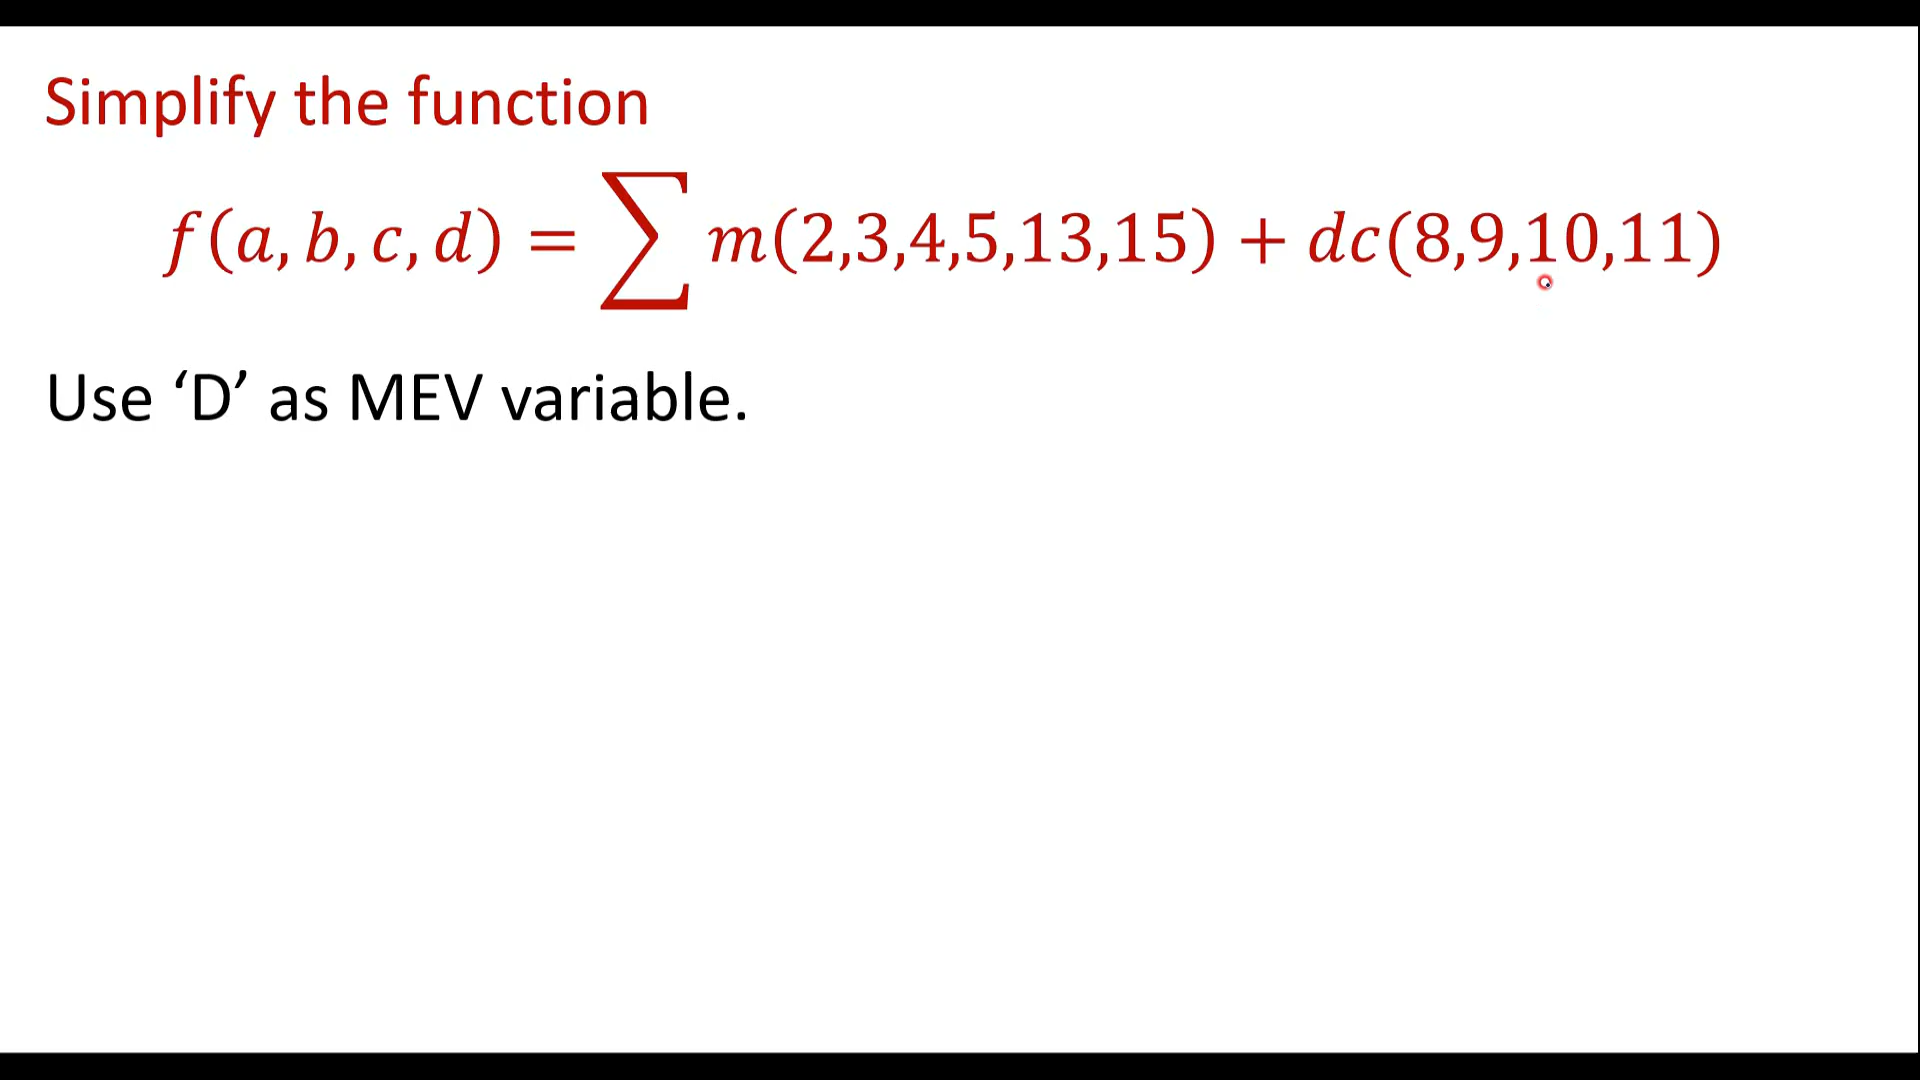 Simplify the function
f(a, b, c, d) = ∑ m(2,3,4,5,13,15) + dc(8,9,10,11)
Use ‘D’ as MEV variable.